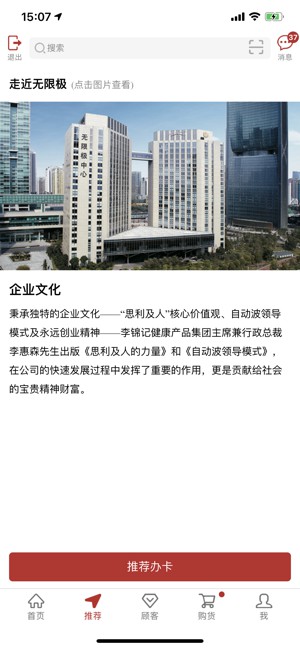 15:07
退出
搜索
37
消息
走近无限极 (点击图片查看)
无限极中心
企业文化
秉承独特的企业文化——“思利及人”核心价值观、自动波领导
模式及永远创业精神——李锦记健康产品集团主席兼行政总裁
李惠森先生出版《思利及人的力量》和《自动波领导模式》，
在公司的快速发展过程中发挥了重要的作用，更是贡献给社会
的宝贵精神财富。
推荐办卡
首页 推荐 顾客 购货 我